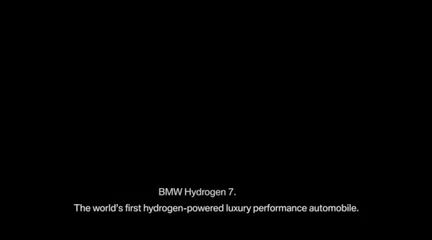 BMW Hydrogen 7.
The world's first hydrogen-powered luxury performance automobile.